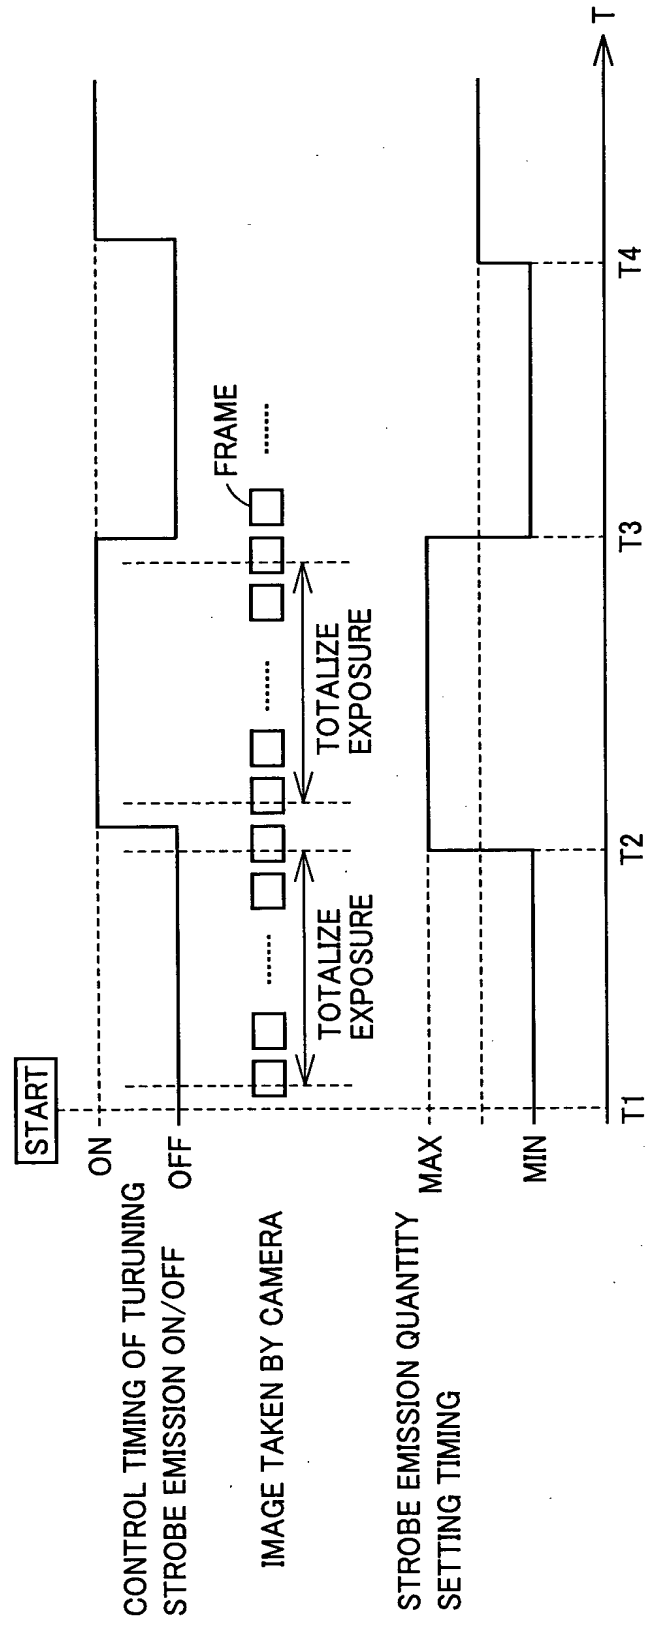 START
CONTROL TIMING OF TURUNING
STROBE EMISSION ON/OFF
ON
OFF
IMAGE TAKEN BY CAMERA
FRAME
TOTALIZE
EXPOSURE
TOTALIZE
EXPOSURE
STROBE EMISSION QUANTITY
SETTING TIMING
MAX
MIN
T1
T2
T3
T4
T